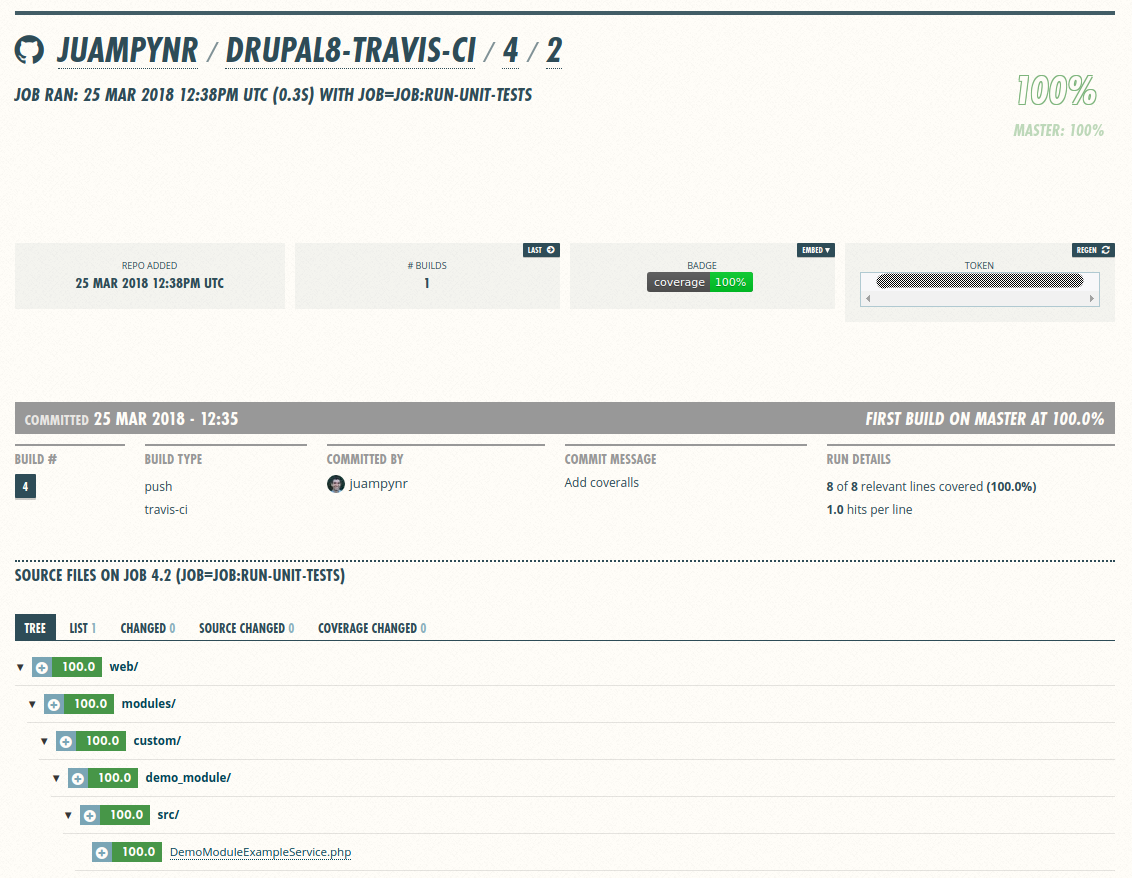 JUAMPYNR / DRUPAL8-TRAVIS-CI / 4 / 2
JOB RAN: 25 MAR 2018 12:38PM UTC (0.3S) WITH JOB=JOB:RUN-UNIT-TESTS
100%
MASTER: 100%
LAST
EMBED ▾
REGEN
REPO ADDED
25 MAR 2018 12:38PM UTC
# BUILDS
1
BADGE
coverage 100%
TOKEN
COMMITTED 25 MAR 2018 - 12:35
FIRST BUILD ON MASTER AT 100.0%
BUILD #
4
BUILD TYPE
push
travis-ci
COMMITTED BY
juampynr
COMMIT MESSAGE
Add coveralls
RUN DETAILS
8 of 8 relevant lines covered (100.0%)
1.0 hits per line
SOURCE FILES ON JOB 4.2 (JOB=JOB:RUN-UNIT-TESTS)
TREE LIST 1 CHANGED 0 SOURCE CHANGED 0 COVERAGE CHANGED 0
100.0 web/
100.0 modules/
100.0 custom/
100.0 demo_module/
100.0 src/
100.0 DemoModuleExampleService.php